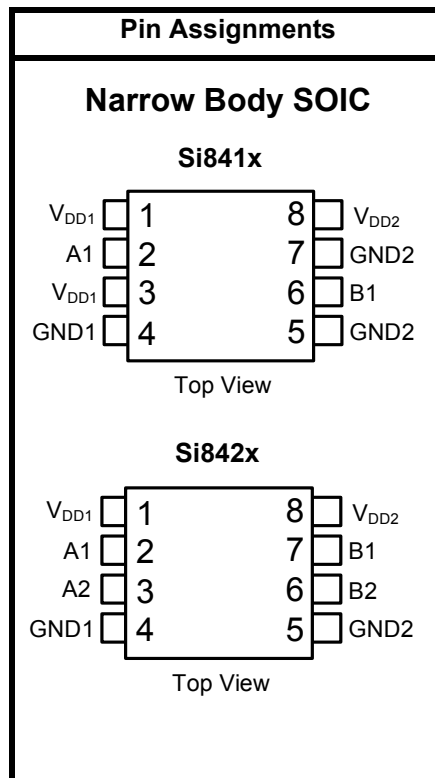 Pin Assignments
Narrow Body SOIC
Si841x
VDD1 1 8 VDD2
A1 2 7 GND2
VDD1 3 6 B1
GND1 4 5 GND2
Top View
Si842x
VDD1 1 8 VDD2
A1 2 7 B1
A2 3 6 B2
GND1 4 5 GND2
Top View